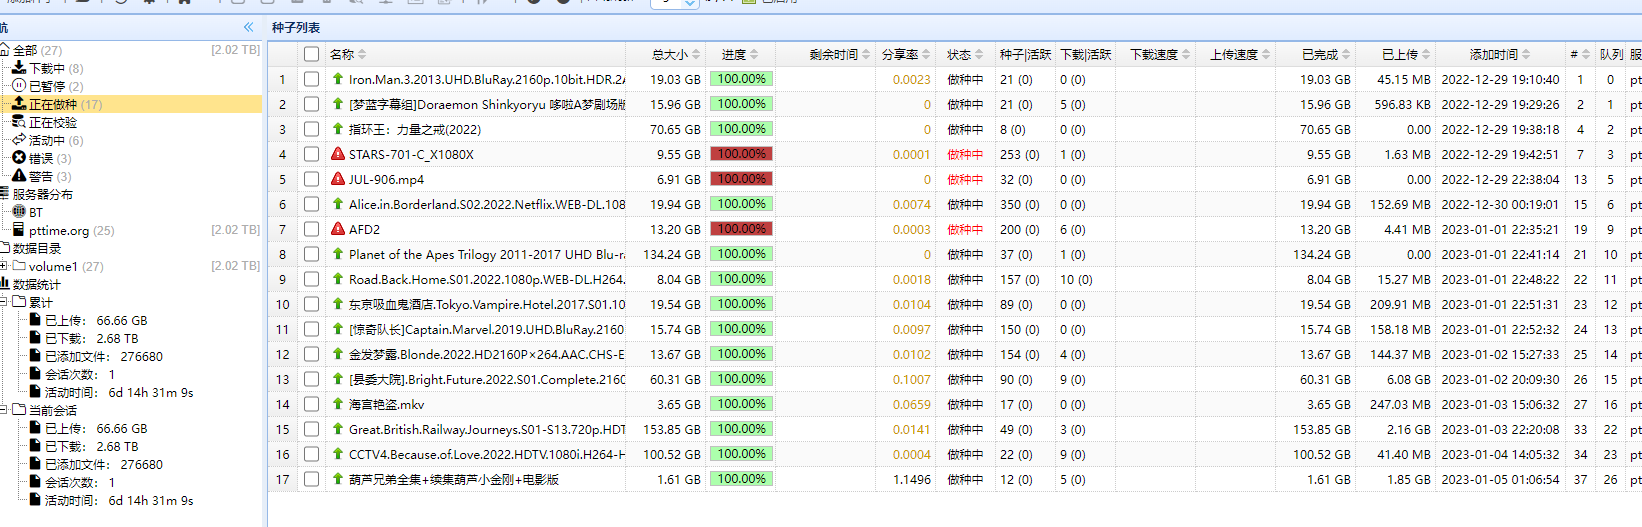 航
种子列表
全部 (27) [2.02 TB]
下载中 (8)
已暂停 (2)
正在做种 (17)
正在校验
活动中 (6)
错误 (3)
警告 (3)
服务器分布
BT
pttime.org (25) [2.02 TB]
数据目录
volume1 (27) [2.02 TB]
数据统计
累计
已上传: 66.66 GB
已下载: 2.68 TB
已添加文件: 276680
会话次数: 1
活动时间: 6d 14h 31m 9s
当前会话
已上传: 66.66 GB
已下载: 2.68 TB
已添加文件: 276680
会话次数: 1
活动时间: 6d 14h 31m 9s
名称 总大小 进度 剩余时间 分享率 状态 种子|活跃 下载|活跃 下载速度 上传速度 已完成 已上传 添加时间 # 队列 服
1 Iron.Man.3.2013.UHD.BluRay.2160p.10bit.HDR.2A 19.03 GB 100.00% 0.0023 做种中 21 (0) 0 (0) 19.03 GB 45.15 MB 2022-12-29 19:10:40 1 0 pt
2 [梦蓝字幕组]Doraemon Shinkyoryu 哆啦A梦剧场版 15.96 GB 100.00% 0 做种中 21 (0) 5 (0) 15.96 GB 596.83 KB 2022-12-29 19:29:26 2 1 pt
3 指环王：力量之戒(2022) 70.65 GB 100.00% 0 做种中 8 (0) 0 (0) 70.65 GB 0.00 2022-12-29 19:38:18 4 2 pt
4 STARS-701-C_X1080X 9.55 GB 100.00% 0.0001 做种中 253 (0) 1 (0) 9.55 GB 1.63 MB 2022-12-29 19:42:51 7 3 pt
5 JUL-906.mp4 6.91 GB 100.00% 0 做种中 32 (0) 0 (0) 6.91 GB 0.00 2022-12-29 22:38:04 13 5 pt
6 Alice.in.Borderland.S02.2022.Netflix.WEB-DL.108 19.94 GB 100.00% 0.0074 做种中 350 (0) 0 (0) 19.94 GB 152.69 MB 2022-12-30 00:19:01 15 6 pt
7 AFD2 13.20 GB 100.00% 0.0003 做种中 200 (0) 6 (0) 13.20 GB 4.41 MB 2023-01-01 22:35:21 19 9 pt
8 Planet of the Apes Trilogy 2011-2017 UHD Blu-ra 134.24 GB 100.00% 0 做种中 37 (0) 1 (0) 134.24 GB 0.00 2023-01-01 22:41:14 21 10 pt
9 Road.Back.Home.S01.2022.1080p.WEB-DL.H264. 8.04 GB 100.00% 0.0018 做种中 157 (0) 10 (0) 8.04 GB 15.27 MB 2023-01-01 22:48:22 22 11 pt
10 东京吸血鬼酒店.Tokyo.Vampire.Hotel.2017.S01.10 19.54 GB 100.00% 0.0104 做种中 89 (0) 0 (0) 19.54 GB 209.91 MB 2023-01-01 22:51:31 23 12 pt
11 [惊奇队长]Captain.Marvel.2019.UHD.BluRay.2160 15.74 GB 100.00% 0.0097 做种中 150 (0) 0 (0) 15.74 GB 158.18 MB 2023-01-01 22:52:32 24 13 pt
12 金发梦露.Blonde.2022.HD2160P×264.AAC.CHS-E 13.67 GB 100.00% 0.0102 做种中 154 (0) 4 (0) 13.67 GB 144.37 MB 2023-01-02 15:27:33 25 14 pt
13 [县委大院].Bright.Future.2022.S01.Complete.2160 60.31 GB 100.00% 0.1007 做种中 90 (0) 9 (0) 60.31 GB 6.08 GB 2023-01-02 20:09:30 26 15 pt
14 海宫艳盗.mkv 3.65 GB 100.00% 0.0659 做种中 17 (0) 0 (0) 3.65 GB 247.03 MB 2023-01-03 15:06:32 27 16 pt
15 Great.British.Railway.Journeys.S01-S13.720p.HDT 153.85 GB 100.00% 0.0141 做种中 49 (0) 3 (0) 153.85 GB 2.16 GB 2023-01-03 22:20:08 33 22 pt
16 CCTV4.Because.of.Love.2022.HDTV.1080i.H264-H 100.52 GB 100.00% 0.0004 做种中 22 (0) 9 (0) 100.52 GB 41.40 MB 2023-01-04 14:05:32 34 23 pt
17 葫芦兄弟全集+续集葫芦小金刚+电影版 1.61 GB 100.00% 1.1496 做种中 12 (0) 5 (0) 1.61 GB 1.85 GB 2023-01-05 01:06:54 37 26 pt